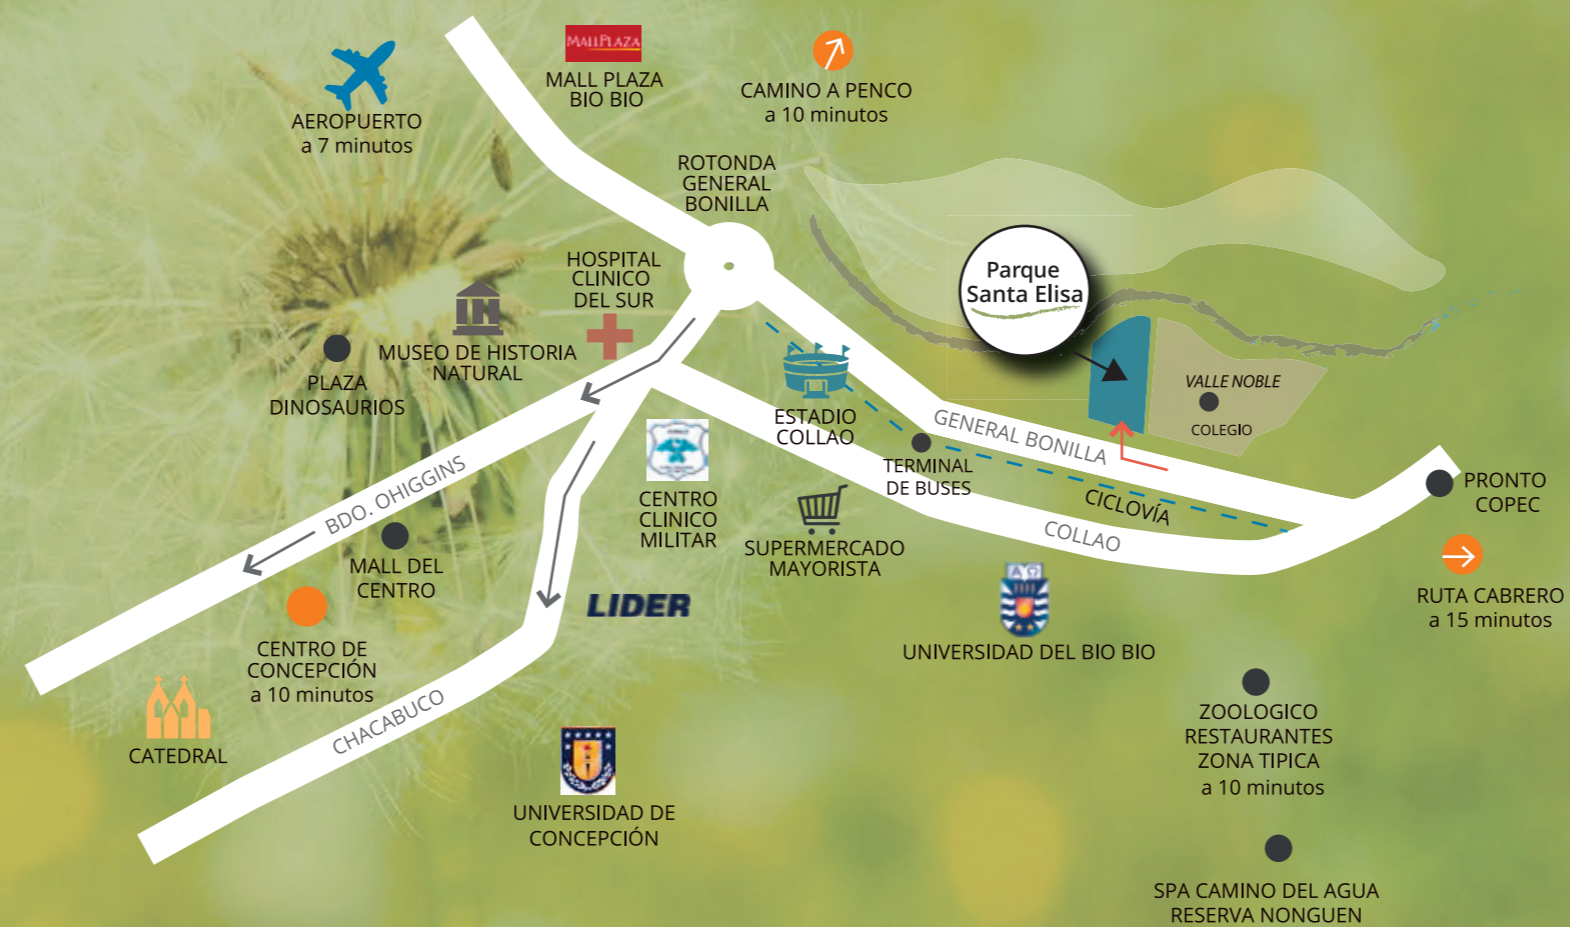 MALLPLAZA
MALL PLAZA
BIO BIO
AEROPUERTO
a 7 minutos
CAMINO A PENCO
a 10 minutos
ROTONDA
GENERAL
BONILLA
HOSPITAL
CLINICO
DEL SUR
MUSEO DE HISTORIA
NATURAL
PLAZA
DINOSAURIOS
Parque
Santa Elisa
VALLE NOBLE
COLEGIO
ESTADIO
COLLAO
GENERAL BONILLA
TERMINAL
DE BUSES
CICLOVÍA
COLLAO
PRONTO
COPEC
BDO. OHIGGINS
CENTRO
CLINICO
MILITAR
SUPERMERCADO
MAYORISTA
MALL DEL
CENTRO
LIDER
RUTA CABRERO
a 15 minutos
UNIVERSIDAD DEL BIO BIO
CENTRO DE
CONCEPCIÓN
a 10 minutos
CATEDRAL
CHACABUCO
UNIVERSIDAD DE
CONCEPCIÓN
ZOOLOGICO
RESTAURANTES
ZONA TIPICA
a 10 minutos
SPA CAMINO DEL AGUA
RESERVA NONGUEN